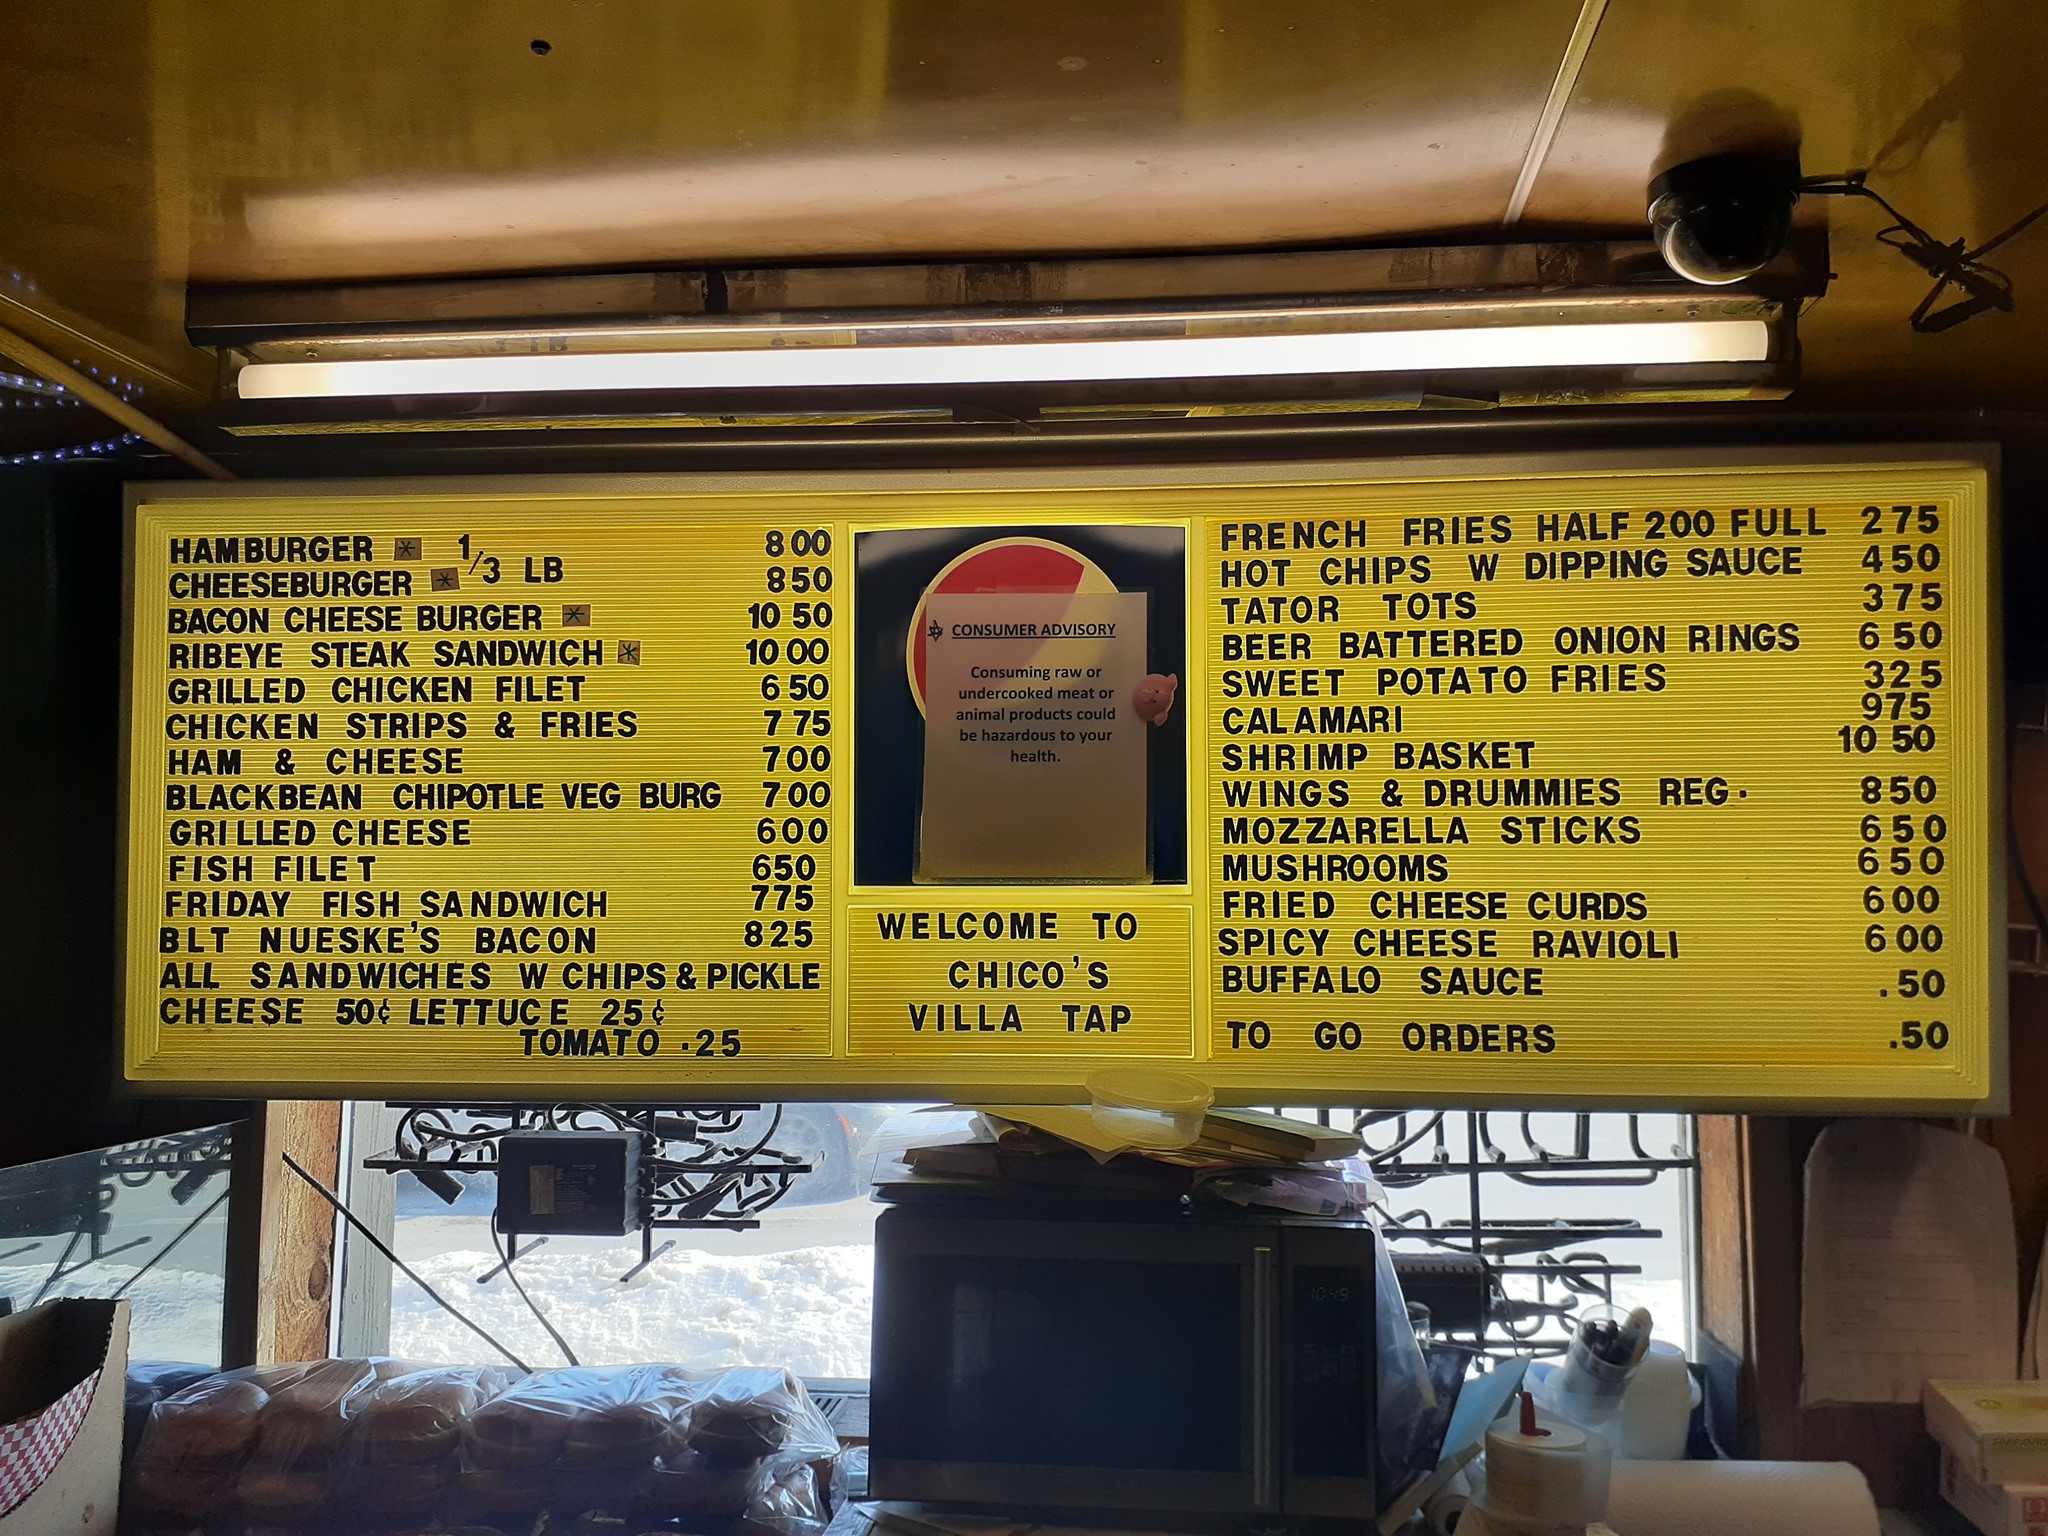 HAMBURGER * 1/3 LB 800
CHEESEBURGER * 850
BACON CHEESE BURGER * 10 50
RIBEYE STEAK SANDWICH * 10 00
GRILLED CHICKEN FILET 650
CHICKEN STRIPS & FRIES 775
HAM & CHEESE 700
BLACKBEAN CHIPOTLE VEG BURG 700
GRILLED CHEESE 600
FISH FILET 650
FRIDAY FISH SANDWICH 775
BLT NUESKE'S BACON 825
ALL SANDWICHES W CHIPS & PICKLE
CHEESE 50¢ LETTUCE 25¢
TOMATO .25
* CONSUMER ADVISORY
Consuming raw or
undercooked meat or
animal products could
be hazardous to your
health.
WELCOME TO
CHICO'S
VILLA TAP
FRENCH FRIES HALF 200 FULL 275
HOT CHIPS W DIPPING SAUCE 450
TATOR TOTS 375
BEER BATTERED ONION RINGS 650
SWEET POTATO FRIES 325
CALAMARI 975
SHRIMP BASKET 10 50
WINGS & DRUMMIES REG. 850
MOZZARELLA STICKS 650
MUSHROOMS 650
FRIED CHEESE CURDS 600
SPICY CHEESE RAVIOLI 600
BUFFALO SAUCE .50
TO GO ORDERS .50
10:49